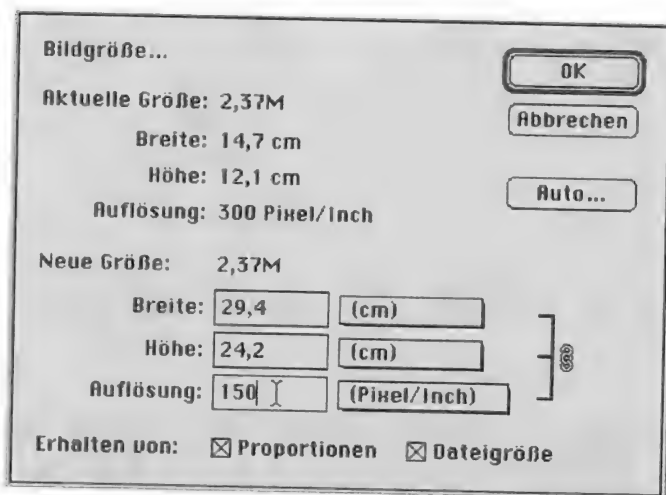 Bildgröße...
OK
Aktuelle Größe: 2,37M
Abbrechen
Breite: 14,7 cm
Höhe: 12,1 cm
Auto...
Auflösung: 300 Pixel/Inch
Neue Größe: 2,37M
Breite: 29,4 (cm)
Höhe: 24,2 (cm)
Auflösung: 150 (Pixel/Inch)
Erhalten von: Proportionen Dateigröße